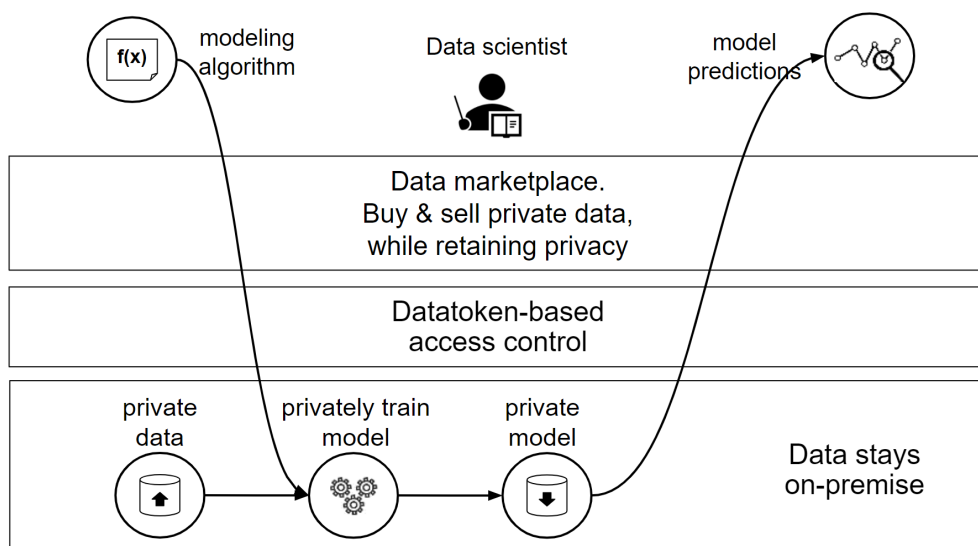 f(x)
modeling
algorithm
Data scientist
model
predictions
Data marketplace.
Buy & sell private data,
while retaining privacy
Datatoken-based
access control
private
data
privately train
model
private
model
Data stays
on-premise